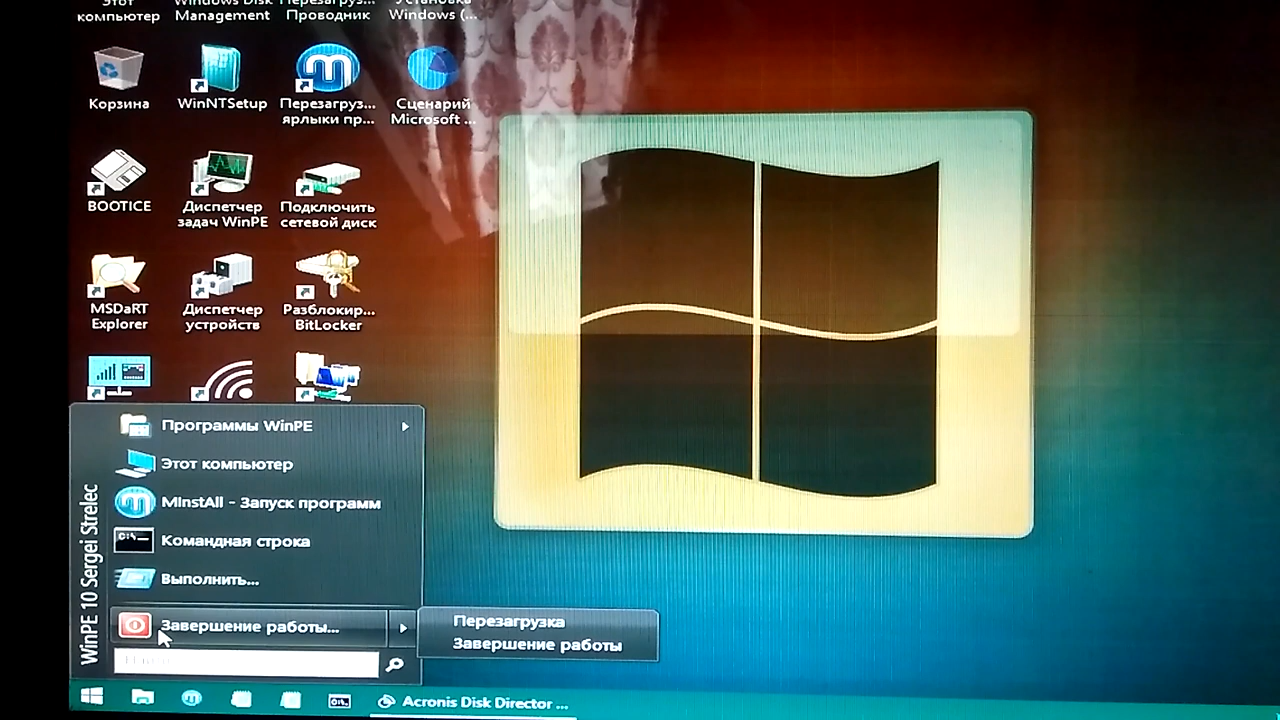 Этот
компьютер
Windows Disk
Management
Перезагруз...
Проводник
Установка
Windows (...
Корзина
WinNTSetup
Перезагруз...
ярлыки пр...
Сценарий
Microsoft ...
BOOTICE
Диспетчер
задач WinPE
Подключить
сетевой диск
MSDaRT
Explorer
Диспетчер
устройств
Разблокир...
BitLocker
WinPE 10 Sergei Strelec
Программы WinPE
Этот компьютер
MInstAll - Запуск программ
Командная строка
Выполнить...
Завершение работы...
Перезагрузка
Завершение работы
Acronis Disk Director ...